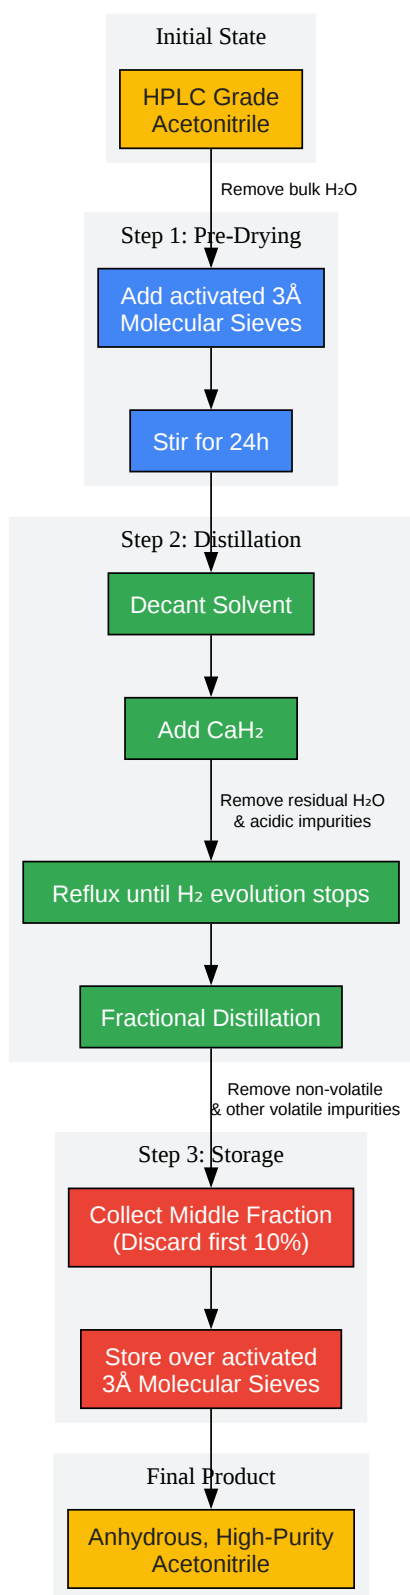 Initial State
HPLC Grade
Acetonitrile
Remove bulk H₂O
Step 1: Pre-Drying
Add activated 3Å
Molecular Sieves
Stir for 24h
Step 2: Distillation
Decant Solvent
Add CaH₂
Remove residual H₂O
& acidic impurities
Reflux until H₂ evolution stops
Fractional Distillation
Remove non-volatile
& other volatile impurities
Step 3: Storage
Collect Middle Fraction
(Discard first 10%)
Store over activated
3Å Molecular Sieves
Final Product
Anhydrous, High-Purity
Acetonitrile